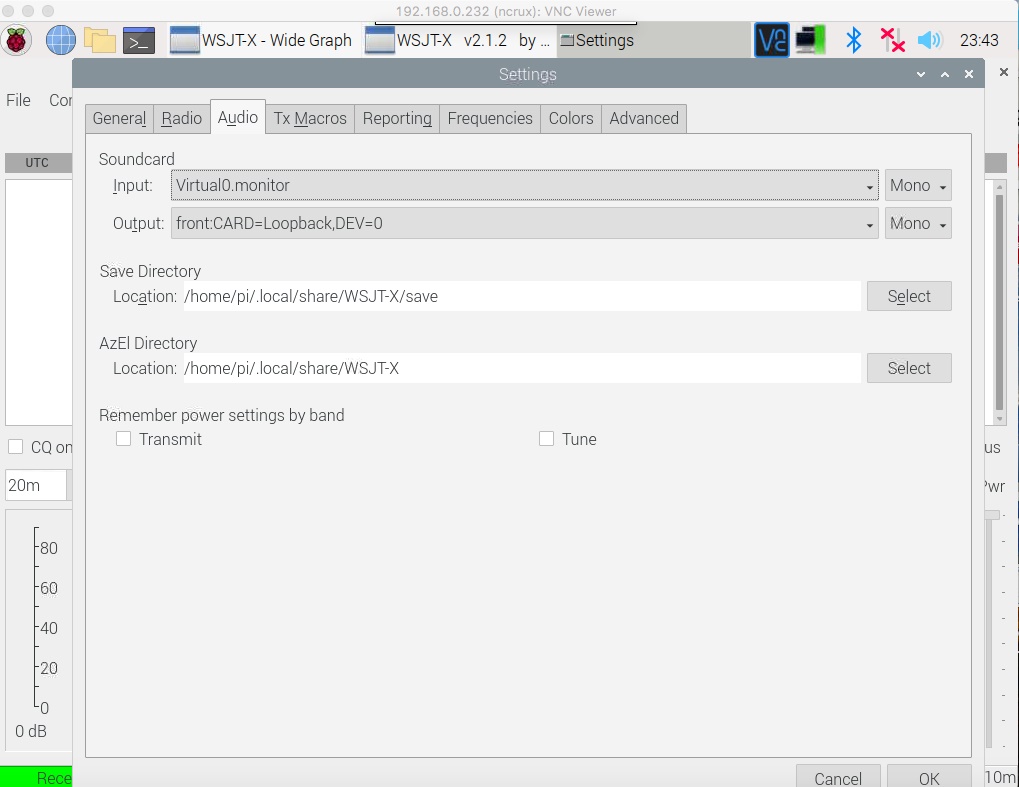 192.168.0.232 (ncrux): VNC Viewer
WSJT-X - Wide Graph
WSJT-X v2.1.2 by ...
Settings
23:43
Settings
File
General Radio Audio Tx Macros Reporting Frequencies Colors Advanced
UTC
Soundcard
Input: Virtual0.monitor Mono
Output: front:CARD=Loopback,DEV=0 Mono
Save Directory
Location: /home/pi/.local/share/WSJT-X/save Select
AzEl Directory
Location: /home/pi/.local/share/WSJT-X Select
Remember power settings by band
Transmit Tune
CQ on
20m
Pwr
80
60
40
20
0
0 dB
Rece
Cancel OK
10m